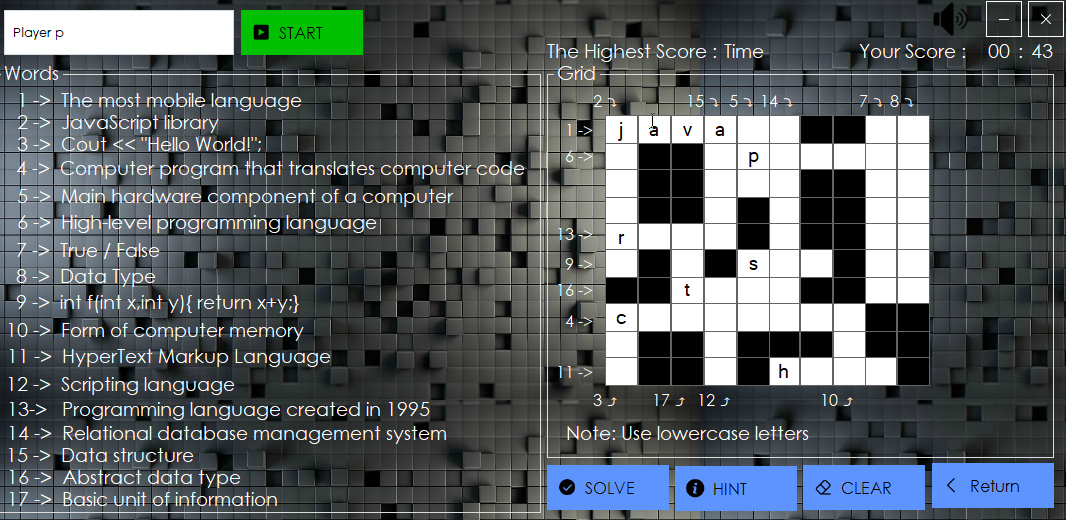 Player p
START
The Highest Score : Time
Your Score : 00 : 43
Words
1 -> The most mobile language
2 -> JavaScript library
3 -> Cout << "Hello World!";
4 -> Computer program that translates computer code
5 -> Main hardware component of a computer
6 -> High-level programming language
7 -> True / False
8 -> Data Type
9 -> int f(int x,int y){ return x+y;}
10 -> Form of computer memory
11 -> HyperText Markup Language
12 -> Scripting language
13-> Programming language created in 1995
14 -> Relational database management system
15 -> Data structure
16 -> Abstract data type
17 -> Basic unit of information
Grid
2 15 5 14 7 8
1 -> j a v a
6 -> p
13 -> r
9 -> s
16 -> t
4 -> c
11 -> h
3 17 12 10
Note: Use lowercase letters
SOLVE
HINT
CLEAR
Return